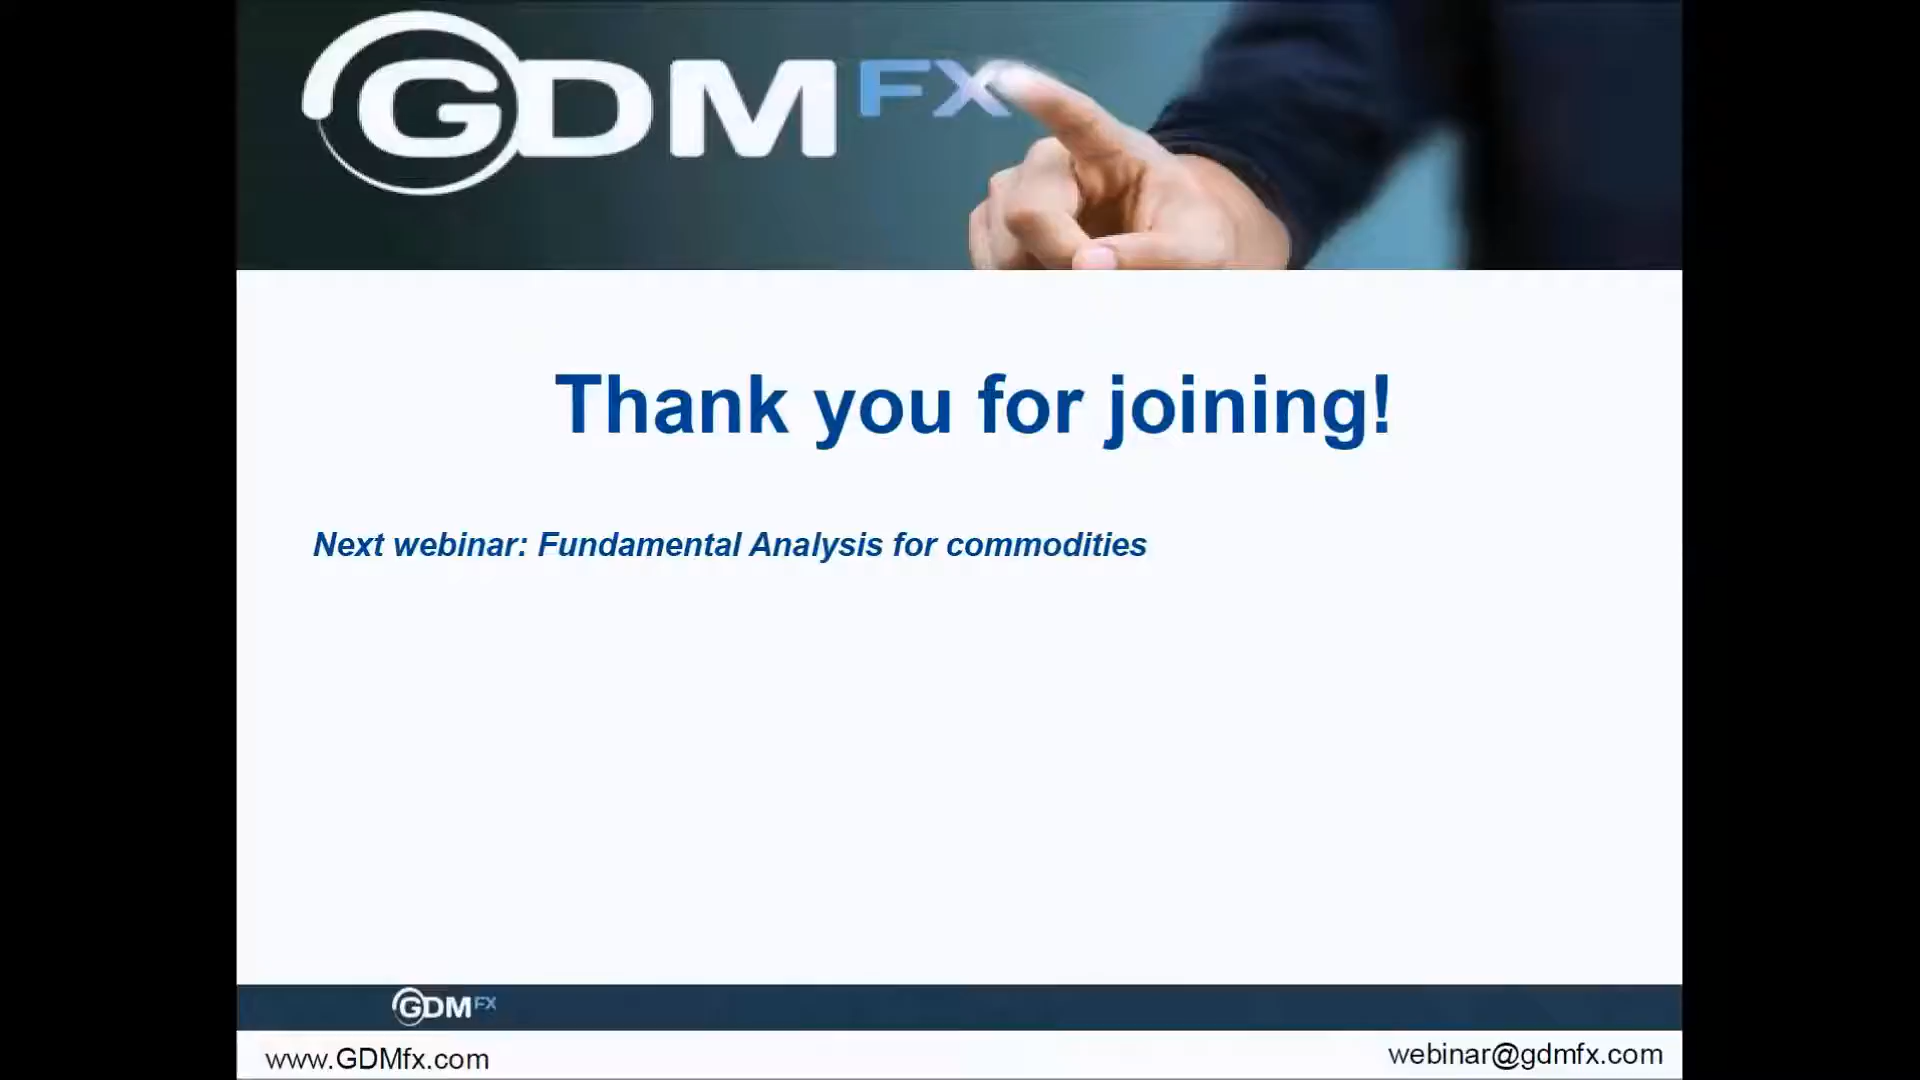 GDM FX
Thank you for joining!
Next webinar: Fundamental Analysis for commodities
GDM FX
www.GDMfx.com
webinar@gdmfx.com